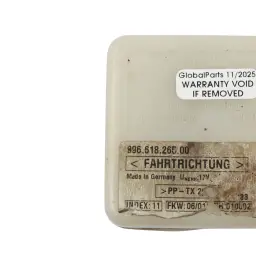 GlobalParts 11/2025
WARRANTY VOID
IF REMOVED
996.618.260.00
< FAHRTRICHTUNG >
Made in Germany
>PP-TX 2
INDEX: 11 FKW: 06/01